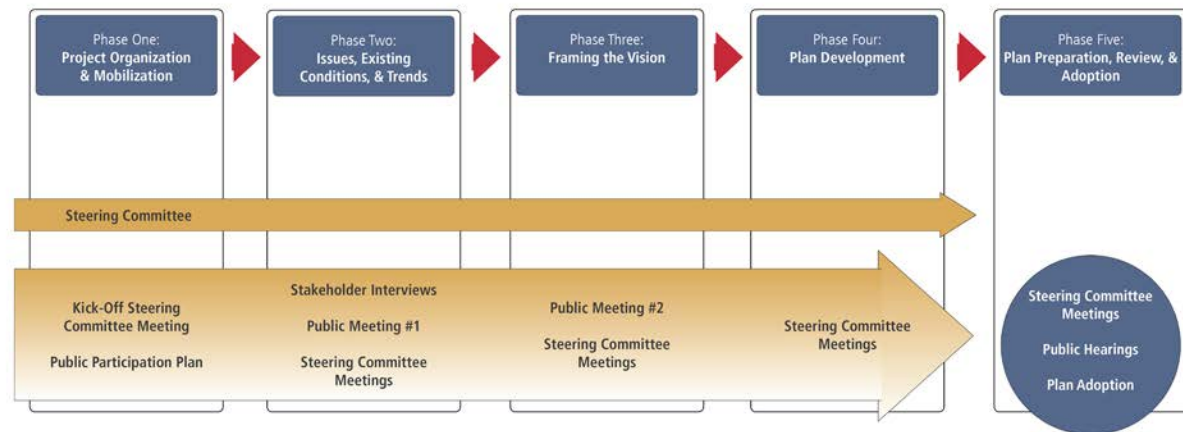 Phase One:
Project Organization
& Mobilization
Phase Two:
Issues, Existing
Conditions, & Trends
Phase Three:
Framing the Vision
Phase Four:
Plan Development
Phase Five:
Plan Preparation, Review, &
Adoption
Steering Committee
Kick-Off Steering
Committee Meeting
Public Participation Plan
Stakeholder Interviews
Public Meeting #1
Steering Committee
Meetings
Public Meeting #2
Steering Committee
Meetings
Steering Committee
Meetings
Steering Committee
Meetings
Public Hearings
Plan Adoption